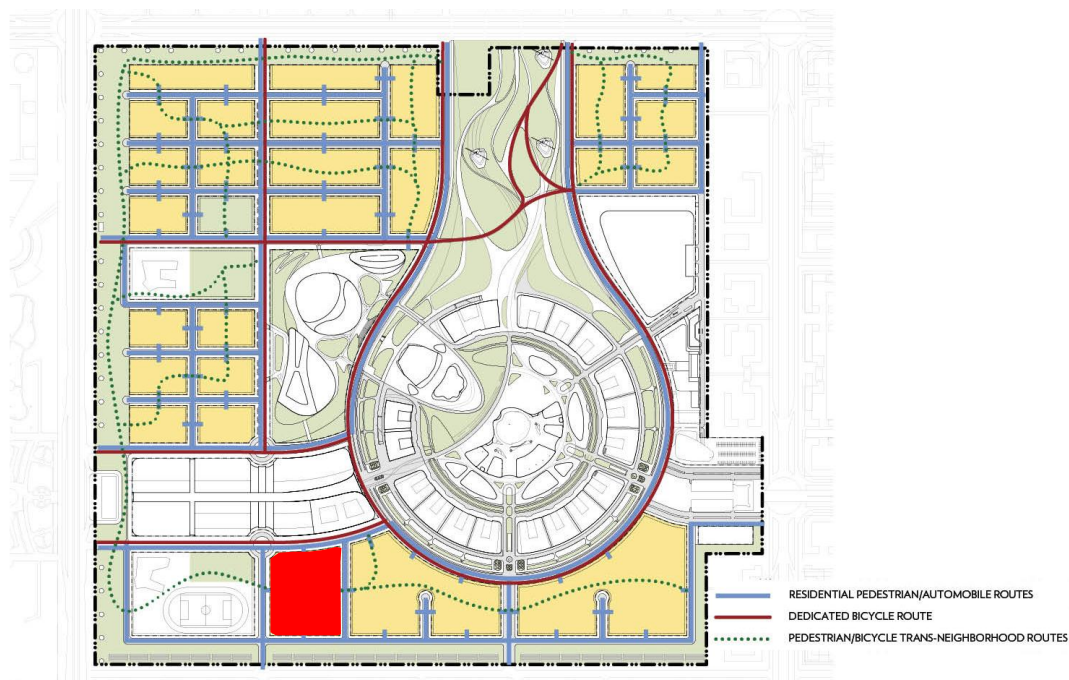 RESIDENTIAL PEDESTRIAN/AUTOMOBILE ROUTES
DEDICATED BICYCLE ROUTE
PEDESTRIAN/BICYCLE TRANS-NEIGHBORHOOD ROUTES